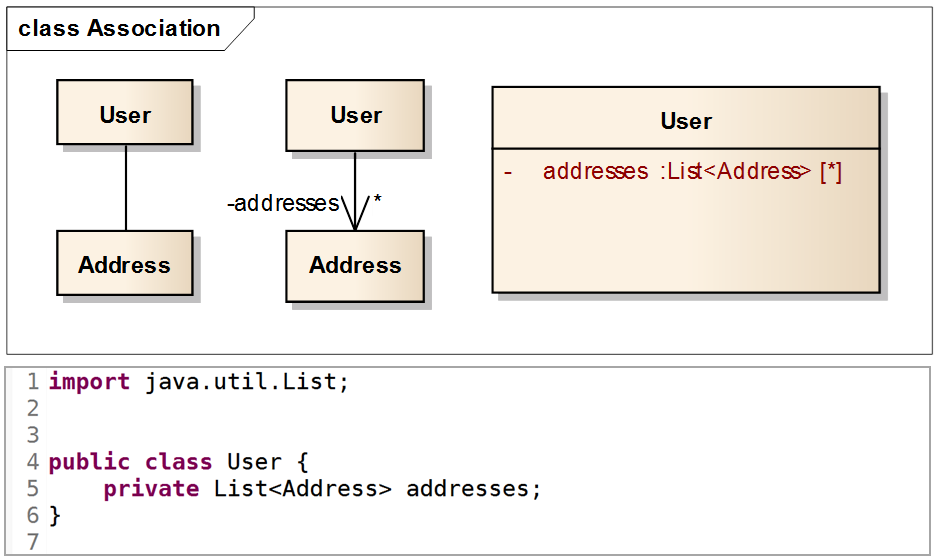 class Association
User
Address
User
-addresses *
Address
User
- addresses :List<Address> [*]
1 import java.util.List;
2
3
4 public class User {
5 private List<Address> addresses;
6 }
7